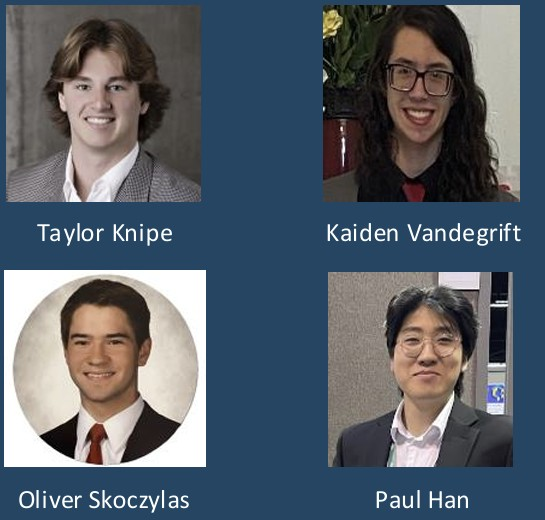 Taylor Knipe
Kaiden Vandegrift
Oliver Skoczylas
Paul Han